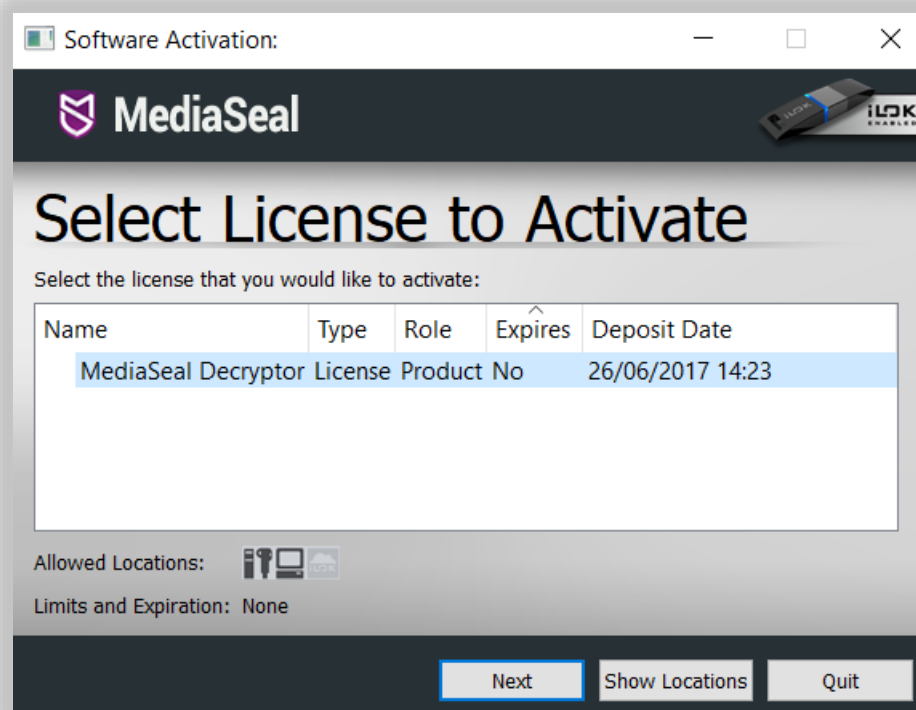 Software Activation:
MediaSeal
iLOK
ENABLED
Select License to Activate
Select the license that you would like to activate:
Name Type Role Expires Deposit Date
MediaSeal Decryptor License Product No 26/06/2017 14:23
Allowed Locations:
Limits and Expiration: None
Next Show Locations Quit